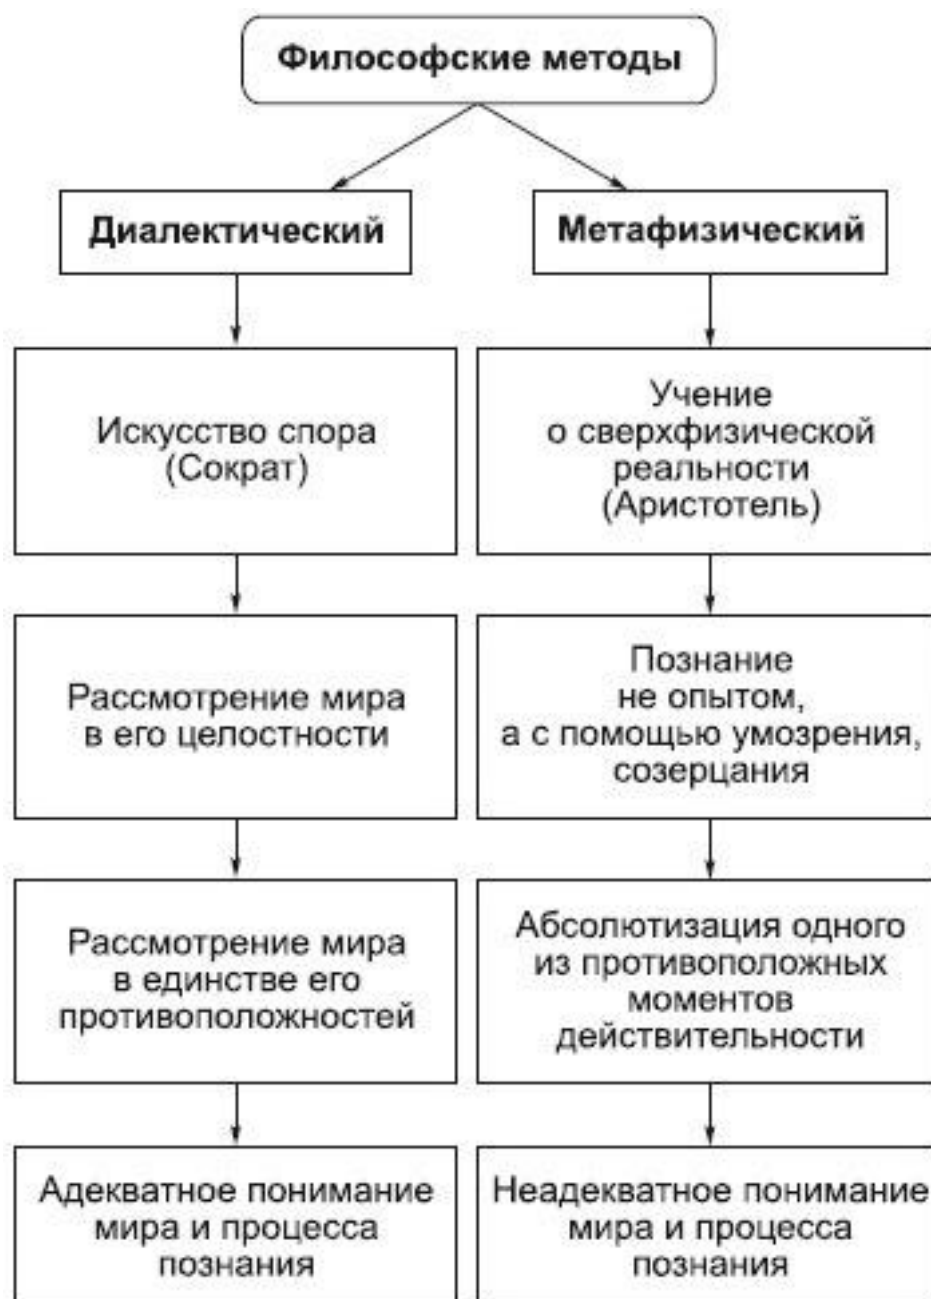 Философские методы
Диалектический
Метафизический
Искусство спора
(Сократ)
Учение
о сверхфизической
реальности
(Аристотель)
Рассмотрение мира
в его целостности
Познание
не опытом,
а с помощью умозрения,
созерцания
Рассмотрение мира
в единстве его
противоположностей
Абсолютизация одного
из противоположных
моментов
действительности
Адекватное понимание
мира и процесса
познания
Неадекватное понимание
мира и процесса
познания